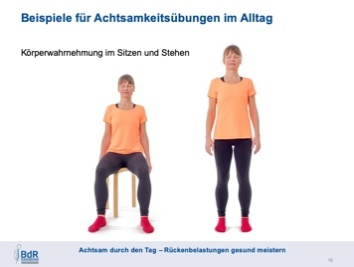 Beispiele für Achtsamkeitsübungen im Alltag
Körperwahrnehmung im Sitzen und Stehen
BdR
Achtsam durch den Tag – Rückenbelastungen gesund meistern